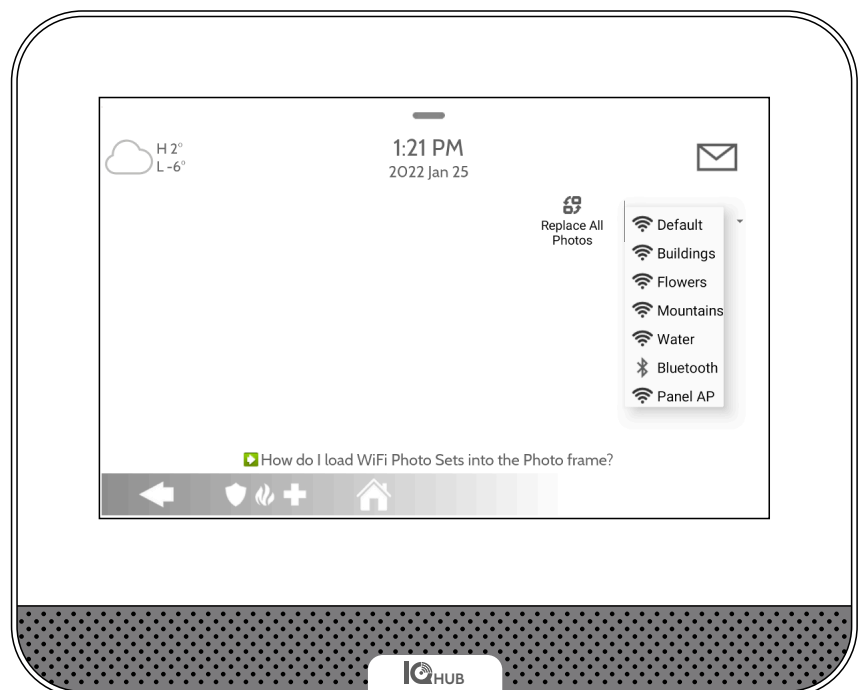 H 2°
L -6°
1:21 PM
2022 Jan 25
Replace All
Photos
Default
Buildings
Flowers
Mountains
Water
Bluetooth
Panel AP
How do I load WiFi Photo Sets into the Photo frame?
IQ HUB